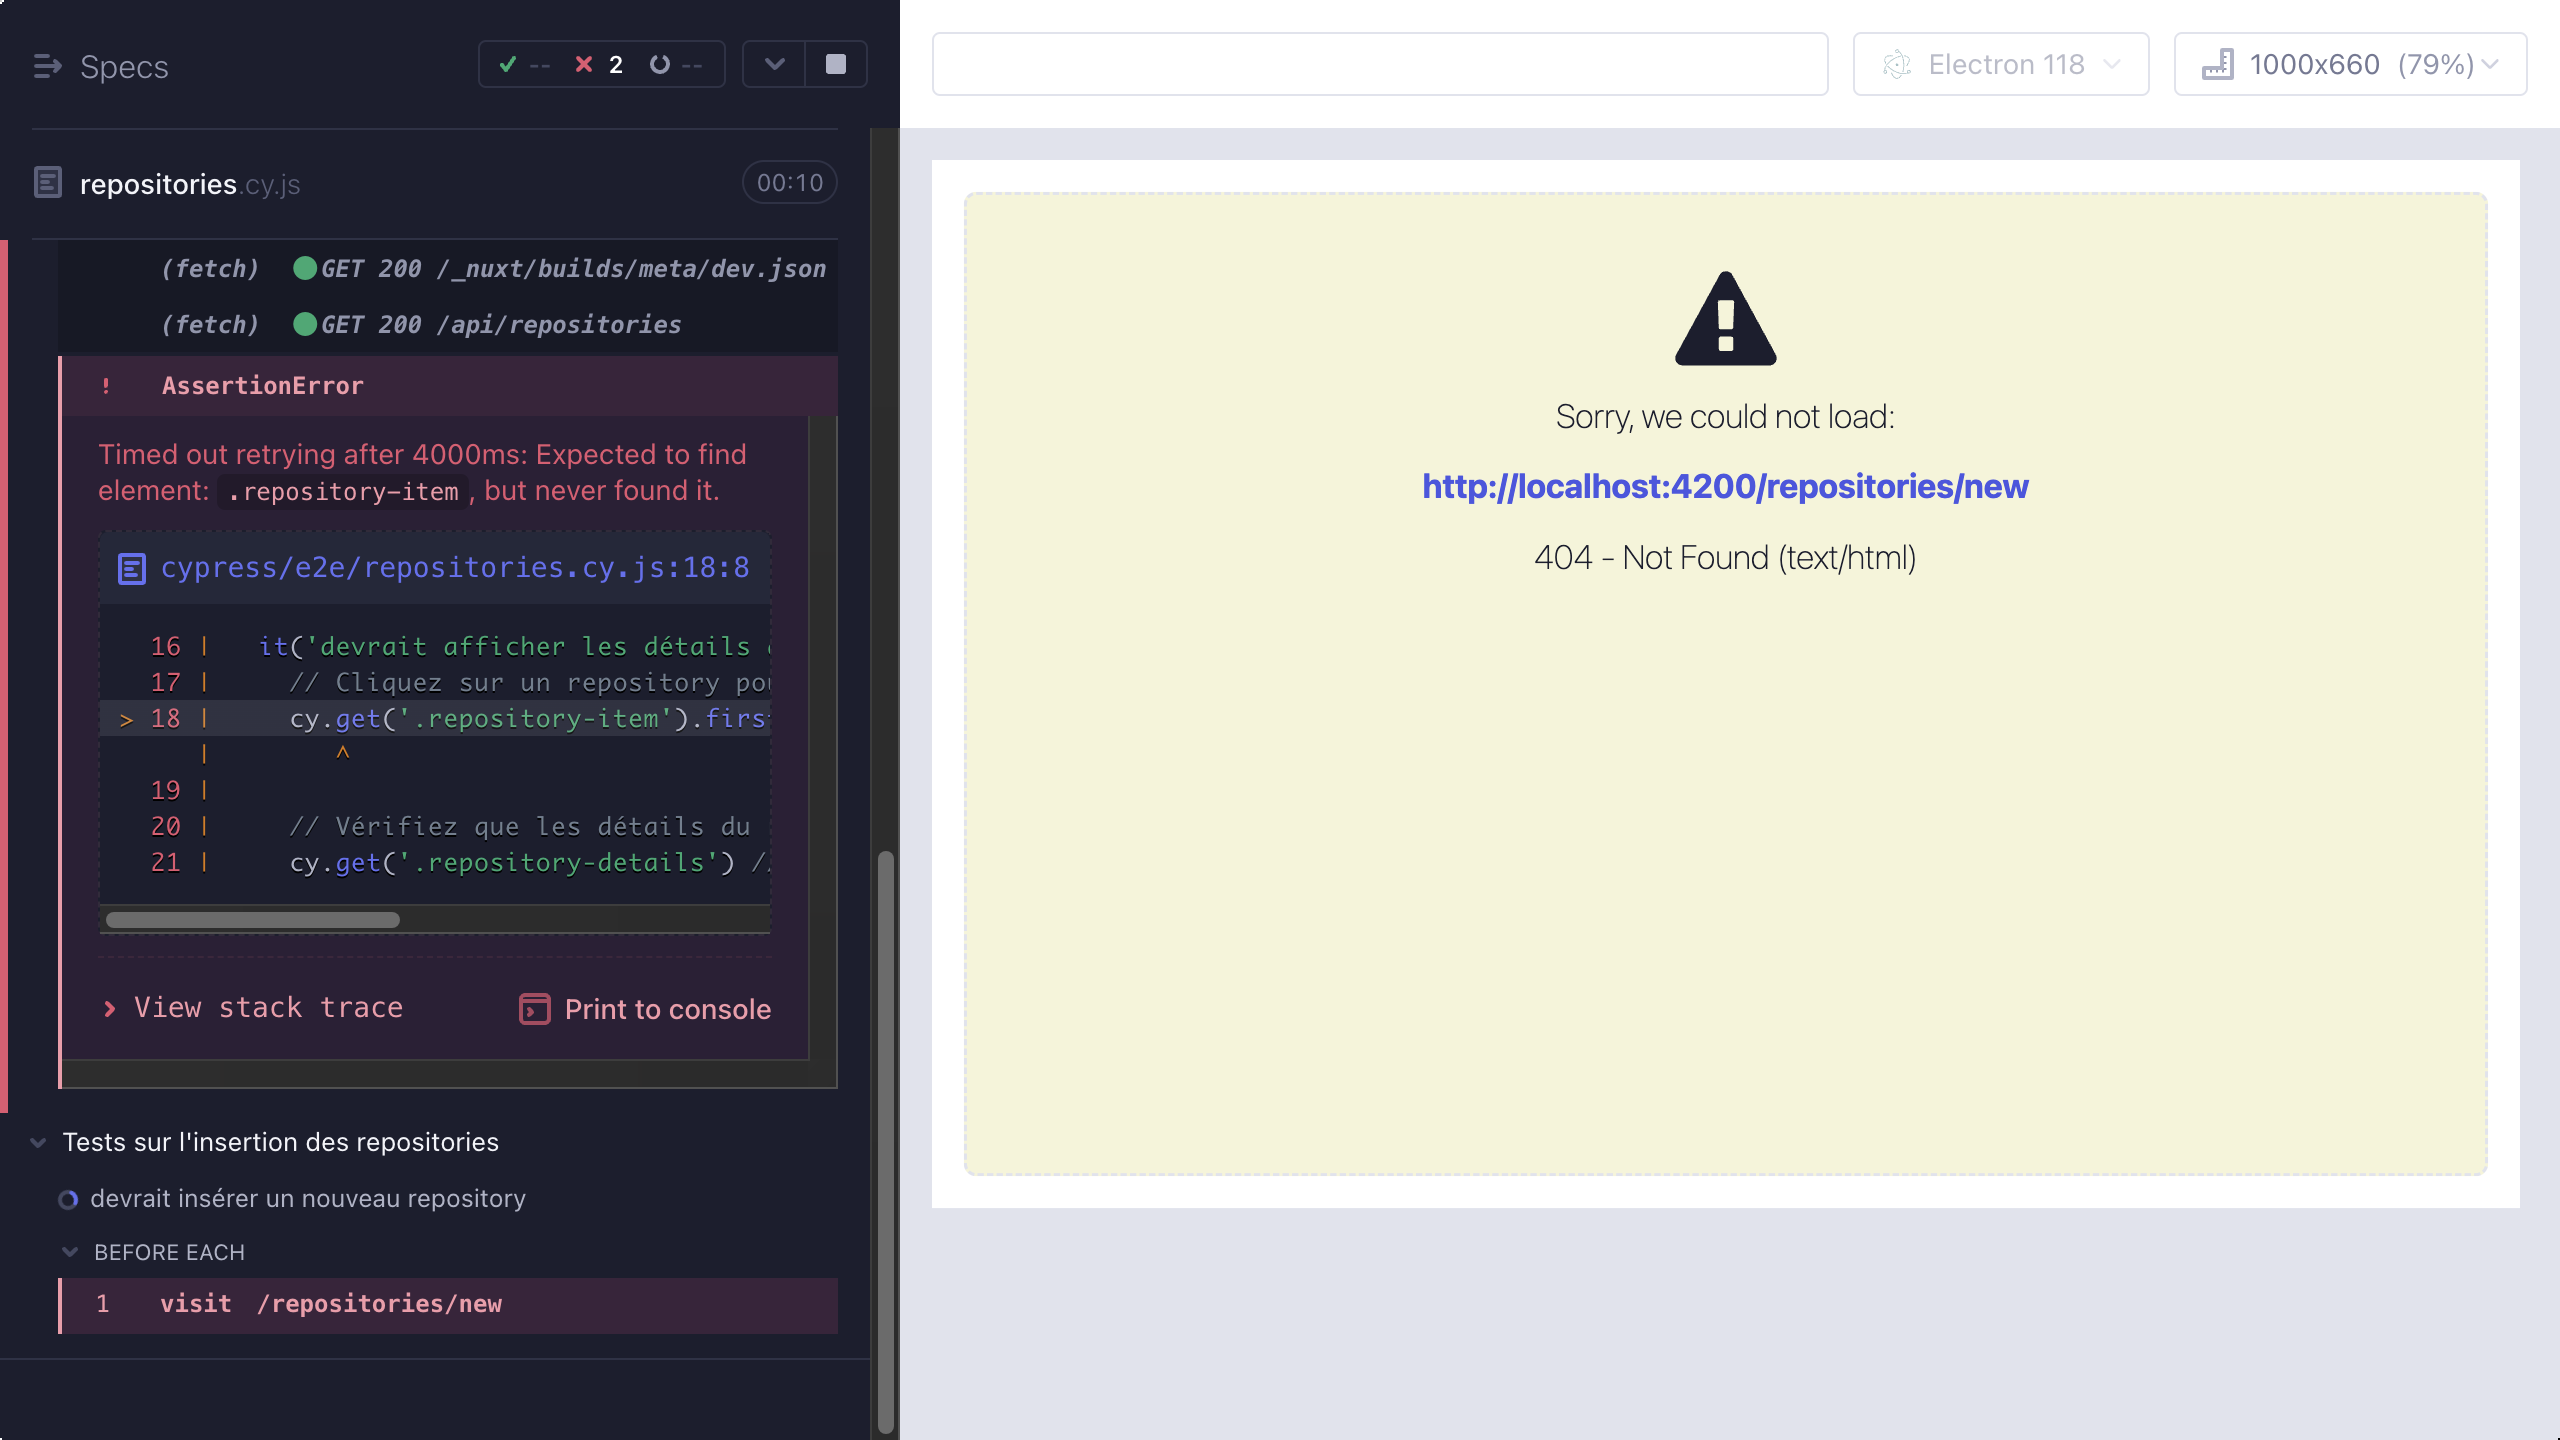 Specs
-- 2 --
repositories.cy.js
00:10
(fetch) GET 200 /_nuxt/builds/meta/dev.json
(fetch) GET 200 /api/repositories
! AssertionError
Timed out retrying after 4000ms: Expected to find
element: .repository-item, but never found it.
cypress/e2e/repositories.cy.js:18:8
16 | it('devrait afficher les détails
17 | // Cliquez sur un repository pou
> 18 | cy.get('.repository-item').firs
| ^
19 |
20 | // Vérifiez que les détails du
21 | cy.get('.repository-details') //
View stack trace
Print to console
Tests sur l'insertion des repositories
devrait insérer un nouveau repository
BEFORE EACH
1 visit /repositories/new
Electron 118
1000x660 (79%)
Sorry, we could not load:
http://localhost:4200/repositories/new
404 - Not Found (text/html)